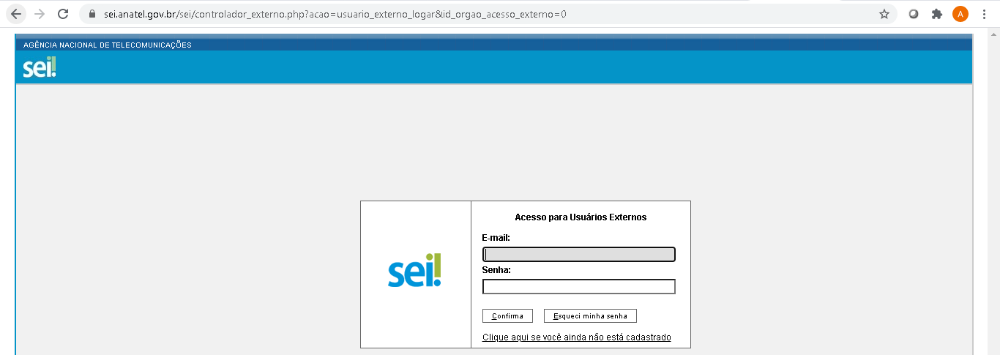 sei.anatel.gov.br/sei/controlador_externo.php?acao=usuario_externo_logar&id_orgao_acesso_externo=0
A
AGÊNCIA NACIONAL DE TELECOMUNICAÇÕES
sei!
Acesso para Usuários Externos
E-mail:
sei!
Senha:
Confirma
Esqueci minha senha
Clique aqui se você ainda não está cadastrado